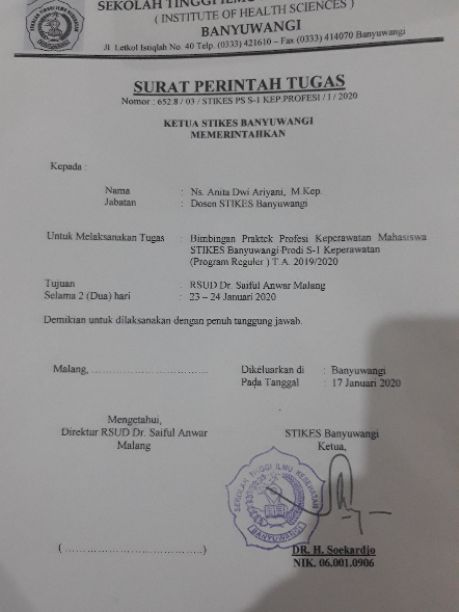 SEKOLAH TINGGI ILMU
( INSTITUTE OF HEALTH SCIENCES )
BANYUWANGI
Jl. Letkol Istiqlah No. 40 Telp. (0333) 421610 – Fax (0333) 414070 Banyuwangi
SURAT PERINTAH TUGAS
Nomor : 652.8 / 03 / STIKES PS S-1 KEP.PROFESI / 1 / 2020
KETUA STIKES BANYUWANGI
MEMERINTAHKAN
Kepada :
Nama : Ns. Anita Dwi Ariyani, M.Kep.
Jabatan : Dosen STIKES Banyuwangi
Untuk Melaksanakan Tugas : Bimbingan Praktek Profesi Keperawatan Mahasiswa
STIKES Banyuwangi Prodi S-1 Keperawatan
(Program Reguler ) T.A. 2019/2020
Tujuan : RSUD Dr. Saiful Anwar Malang
Selama 2 (Dua) hari : 23 – 24 Januari 2020
Demikian untuk dilaksanakan dengan penuh tanggung jawab.
Malang, ................................
Dikeluarkan di : Banyuwangi
Pada Tanggal : 17 Januari 2020
Mengetahui,
Direktur RSUD Dr. Saiful Anwar
Malang
STIKES Banyuwangi
Ketua,
SEKOLAH TINGGI ILMU KESEHATAN
BANYUWANGI
( ......................................)
DR. H. Soekardjo
NIK. 06.001.0906